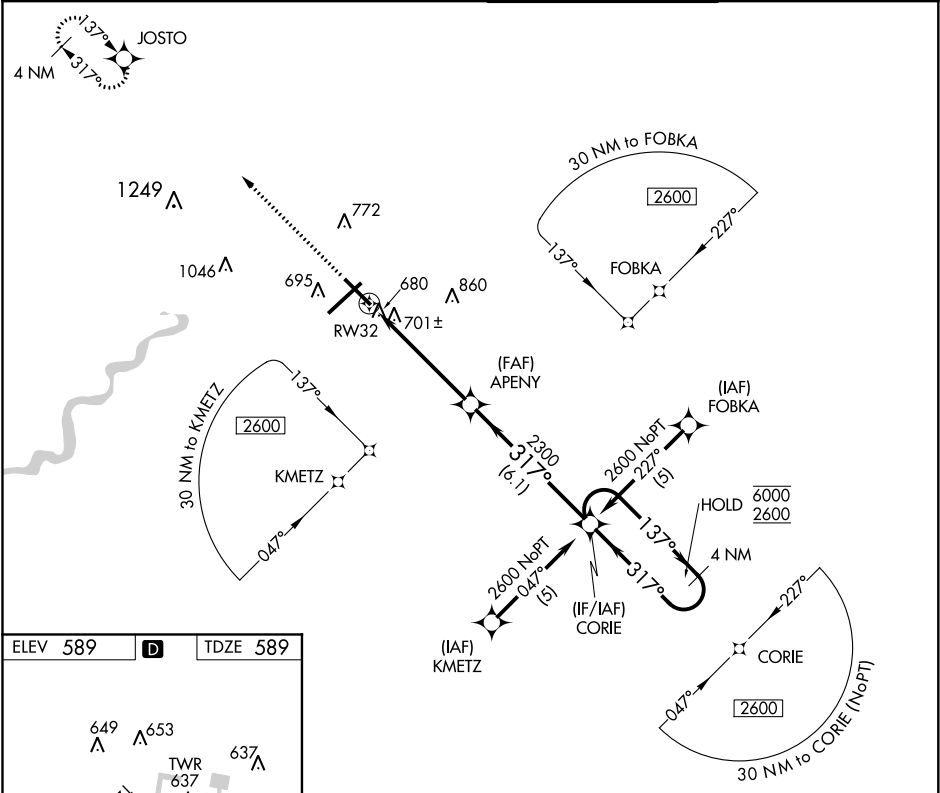 137°
JOSTO
4 NM
317°
30 NM to FOBKA
2600
1249
772
227°
137°
FOBKA
1046
695
680
860
701±
RW32
(FAF)
APENY
137°
(IAF)
FOBKA
30 NM to KMETZ
2600
2300
317°
(6.1)
2600 NoPT
227°
(5)
KMETZ
HOLD
6000
2600
137°
047°
4 NM
2600 NoPT
047°
(5)
317°
227°
(IF/IAF)
CORIE
(IAF)
KMETZ
CORIE
ELEV 589
D
TDZE 589
047°
2600
30 NM to CORIE (NoPT)
649
653
637
TWR
637